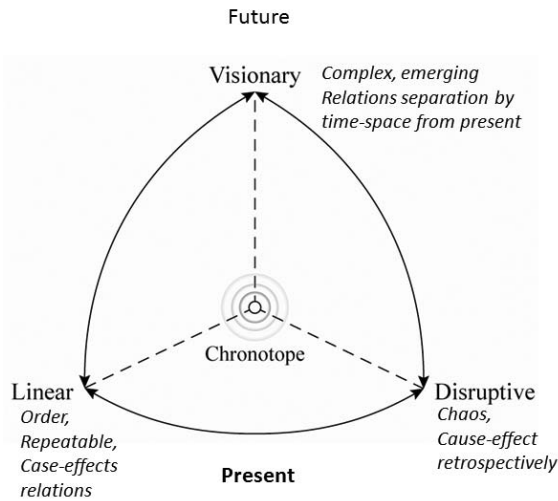 Future
Visionary
Complex, emerging
Relations separation by
time-space from present
Chronotope
Linear
Order,
Repeatable,
Case-effects
relations
Disruptive
Chaos,
Cause-effect
retrospectively
Present